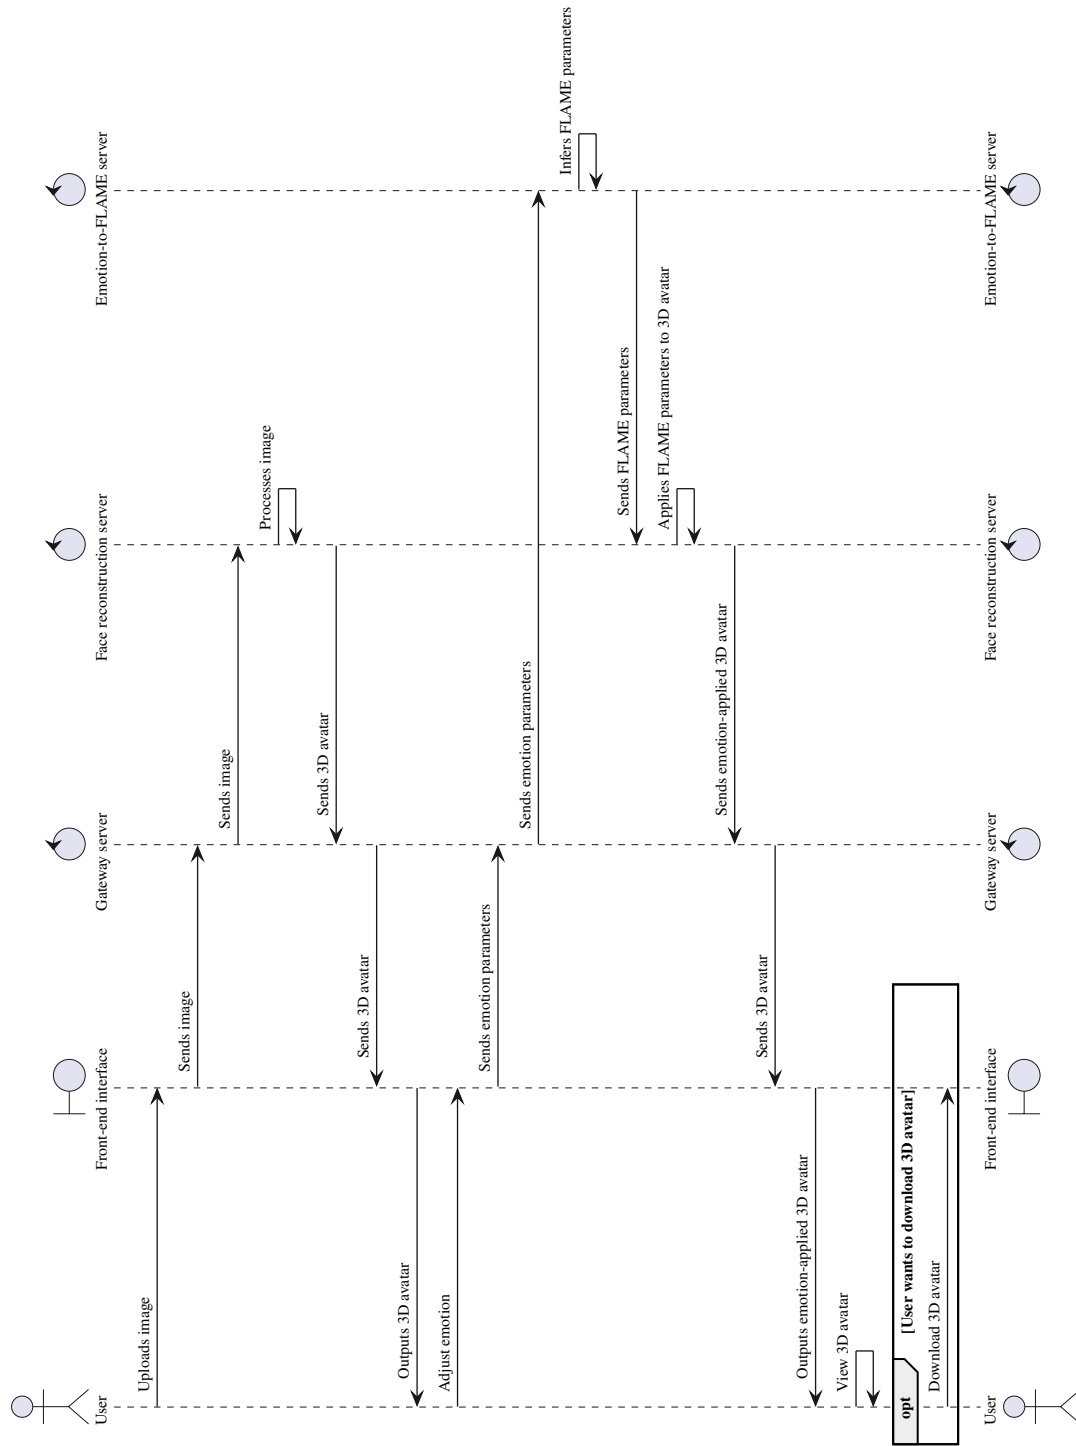 User
Front-end interface
Gateway server
Face reconstruction server
Emotion-to-FLAME server
Uploads image
Sends image
Sends image
Processes image
Sends 3D avatar
Sends 3D avatar
Outputs 3D avatar
Adjust emotion
Sends emotion parameters
Sends emotion parameters
Infers FLAME parameters
Sends FLAME parameters
Applies FLAME parameters to 3D avatar
Sends emotion-applied 3D avatar
Sends 3D avatar
Outputs emotion-applied 3D avatar
View 3D avatar
opt [User wants to download 3D avatar]
Download 3D avatar
User
Front-end interface
Gateway server
Face reconstruction server
Emotion-to-FLAME server